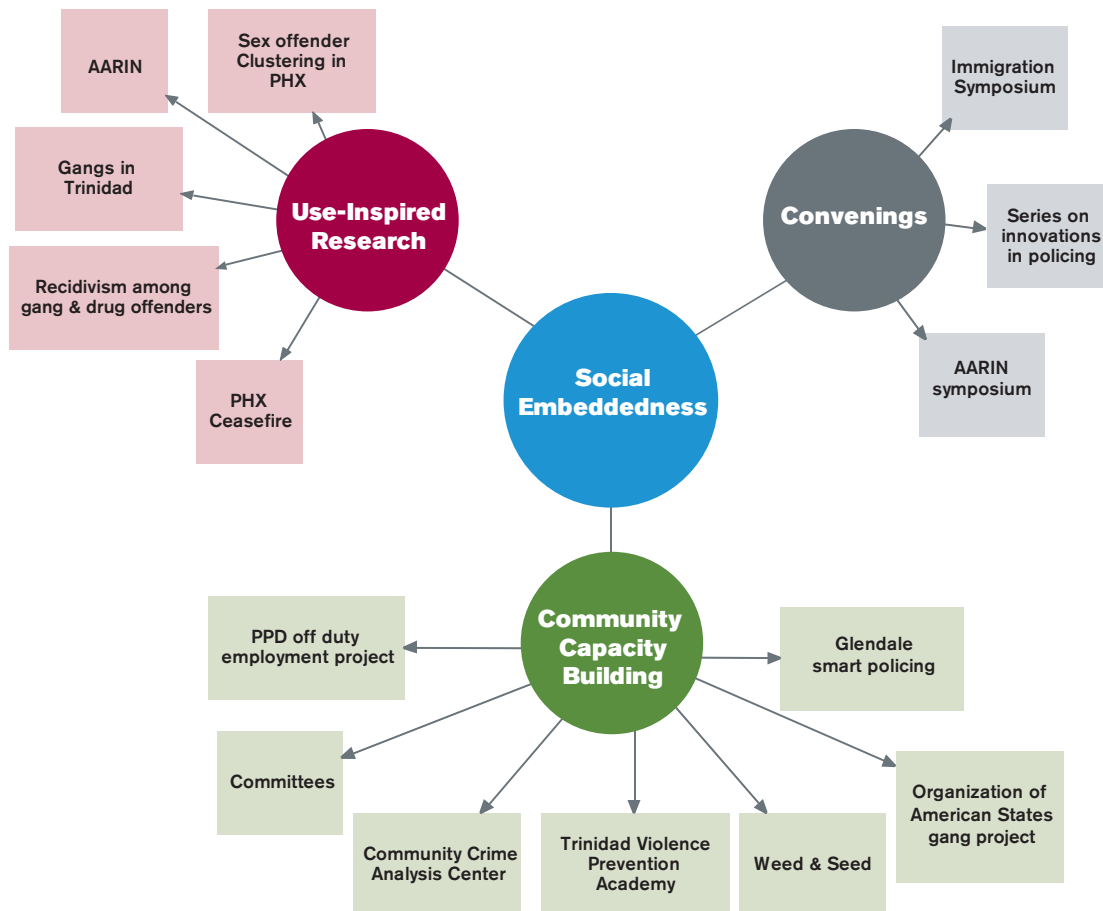 AARIN
Sex offender
Clustering in
PHX
Gangs in
Trinidad
Recidivism among
gang & drug offenders
PHX
Ceasefire
Use-Inspired
Research
Convenings
Immigration
Symposium
Series on
innovations
in policing
AARIN
symposium
Social
Embeddedness
Community
Capacity
Building
PPD off duty
employment project
Committees
Community Crime
Analysis Center
Trinidad Violence
Prevention
Academy
Weed & Seed
Organization of
American States
gang project
Glendale
smart policing